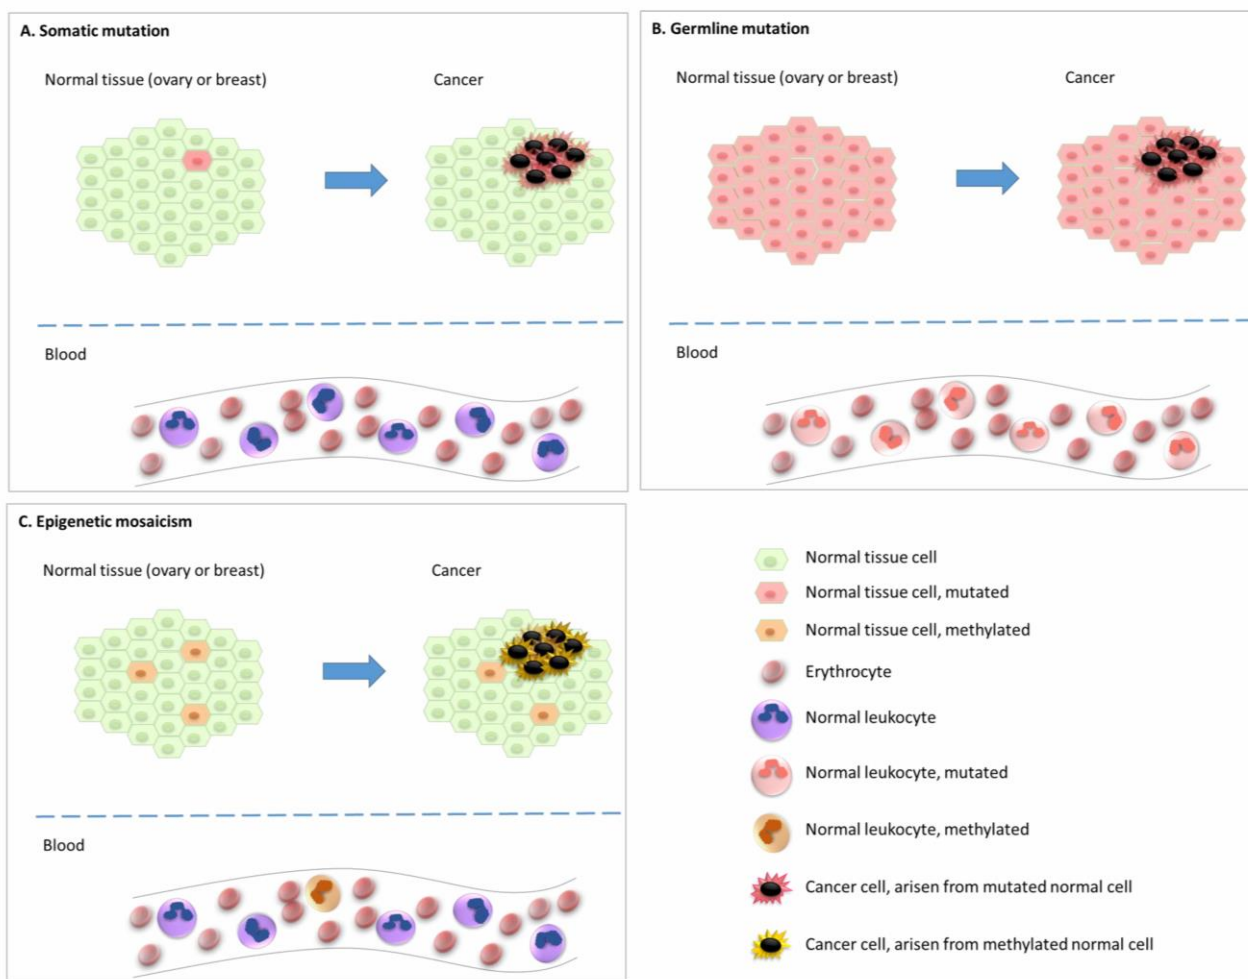 A. Somatic mutation
Normal tissue (ovary or breast)
Cancer
Blood
B. Germline mutation
Normal tissue (ovary or breast)
Cancer
Blood
C. Epigenetic mosaicism
Normal tissue (ovary or breast)
Cancer
Blood
Normal tissue cell
Normal tissue cell, mutated
Normal tissue cell, methylated
Erythrocyte
Normal leukocyte
Normal leukocyte, mutated
Normal leukocyte, methylated
Cancer cell, arisen from mutated normal cell
Cancer cell, arisen from methylated normal cell